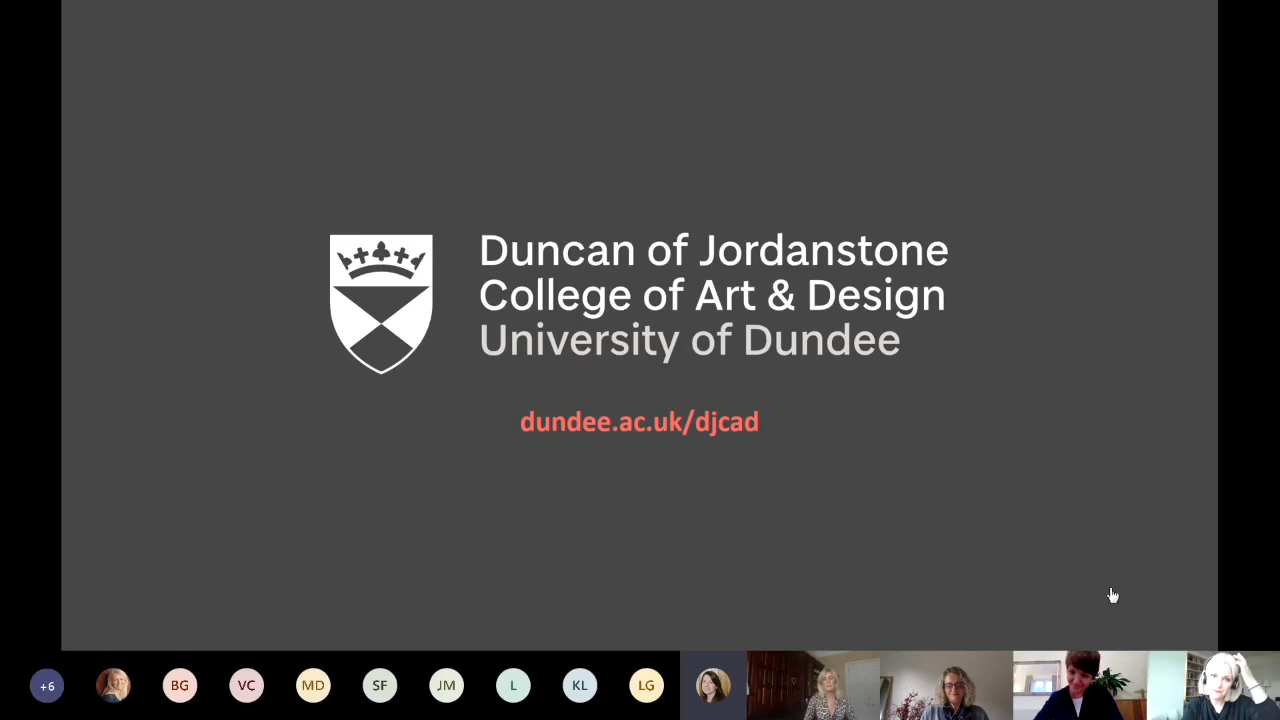 Duncan of Jordanstone
College of Art & Design
University of Dundee
dundee.ac.uk/djcad
+6
BG
VC
MD
SF
JM
L
KL
LG